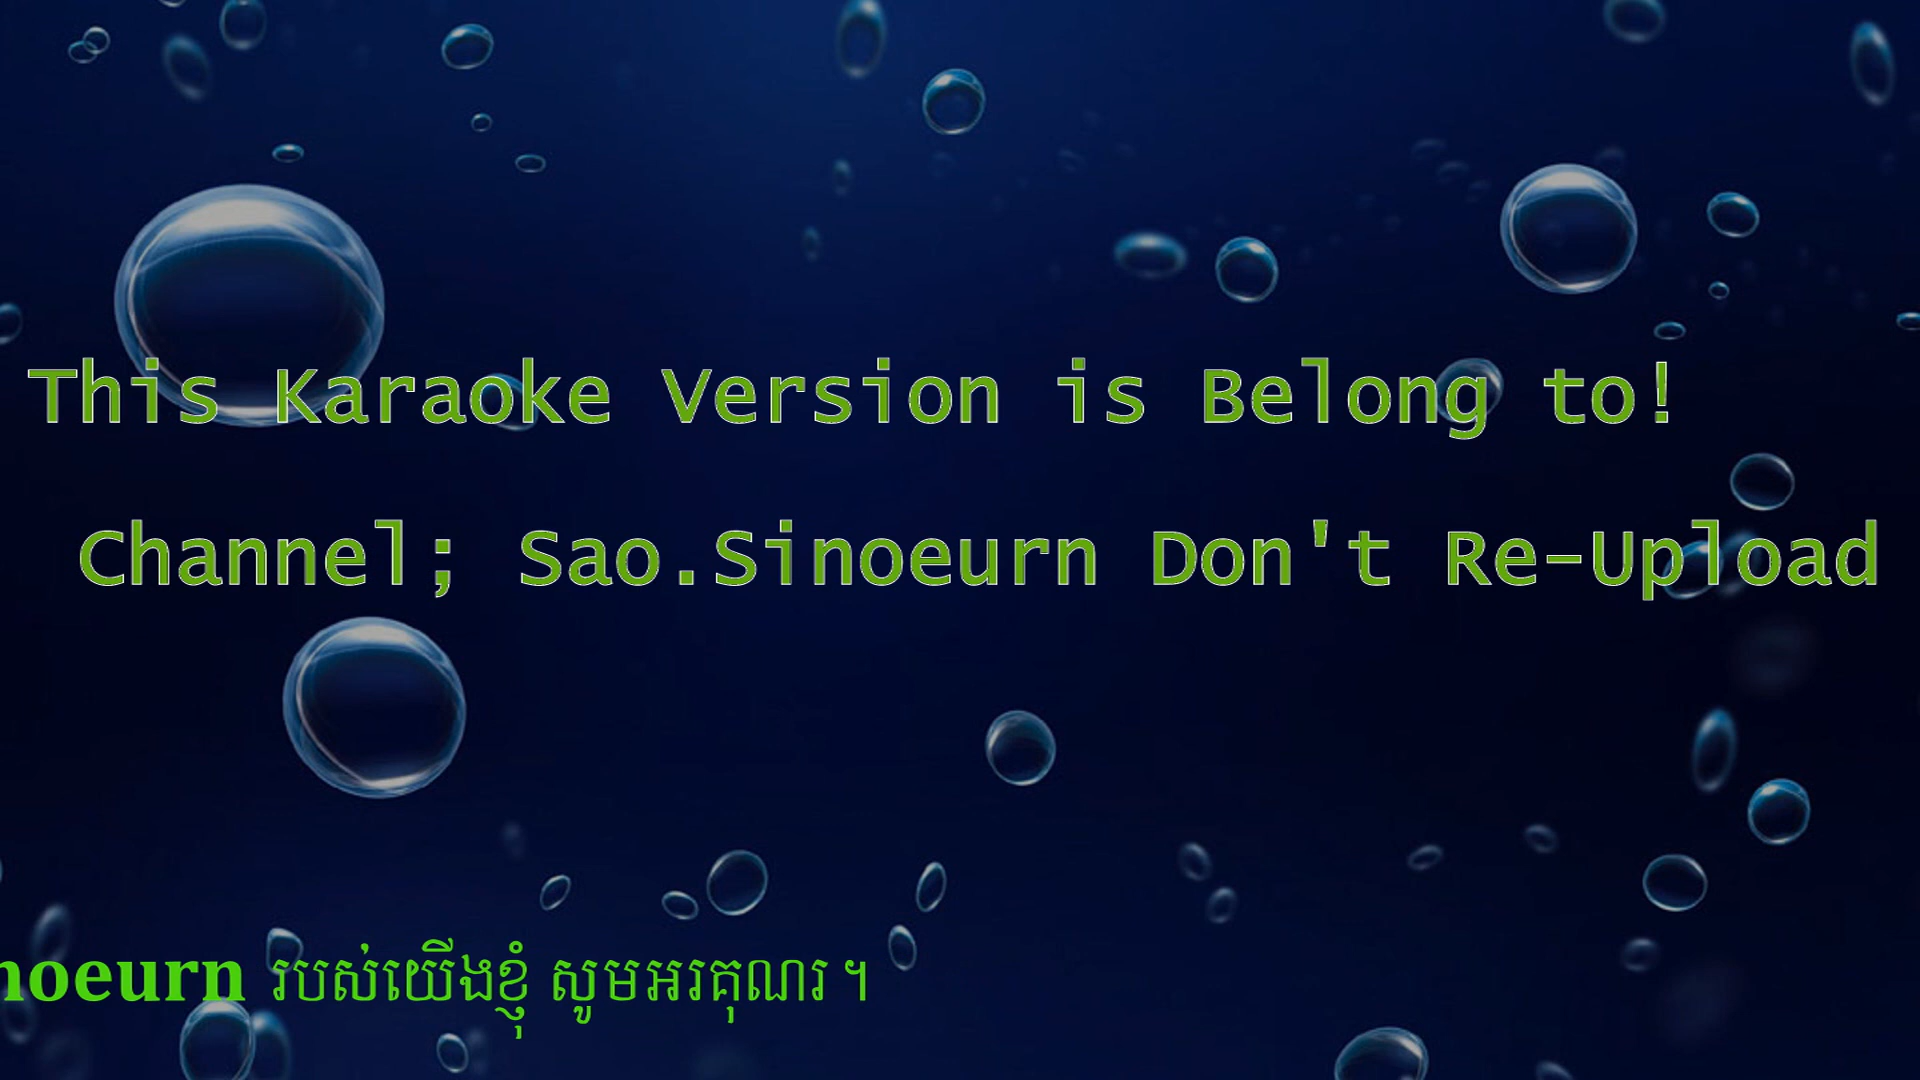 This Karaoke Version is Belong to!
Channel; Sao.Sinoeurn Don't Re-Upload
noeurn របស់យើងខ្ញុំ សូមអរគុណរ ។